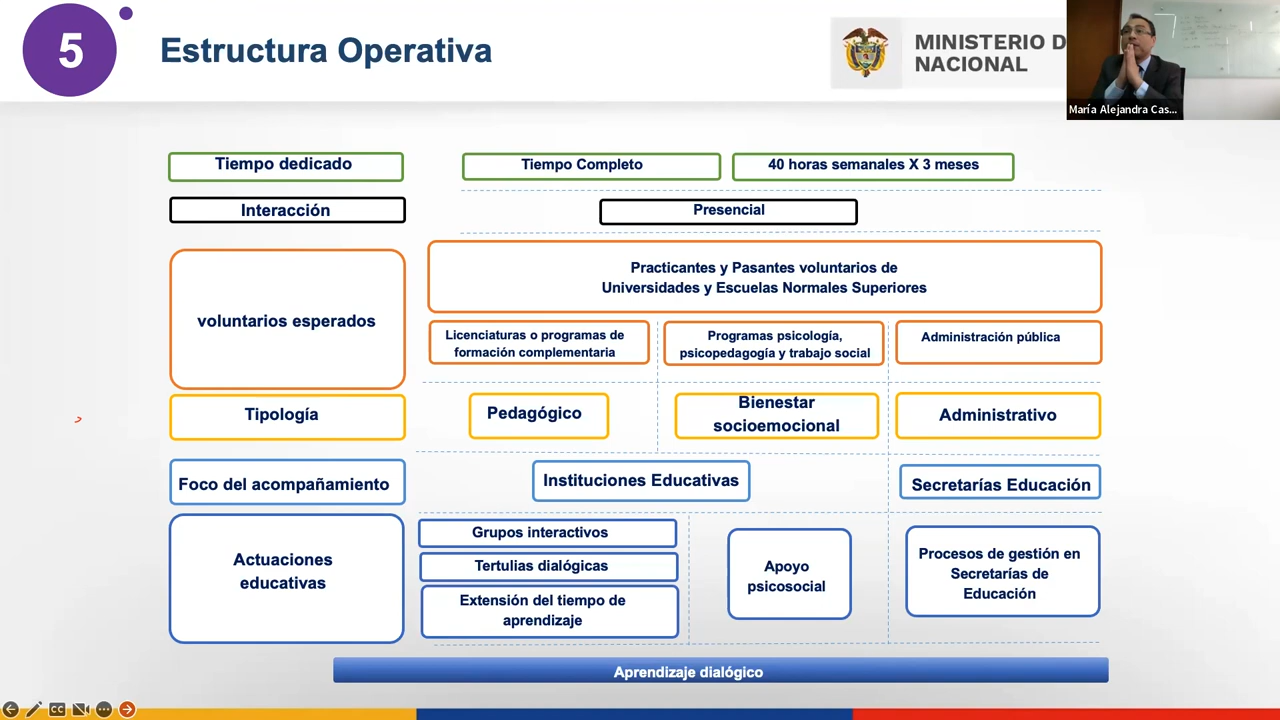 5
Estructura Operativa
MINISTERIO D
NACIONAL
María Alejandra Cas...
Tiempo dedicado
Tiempo Completo
40 horas semanales X 3 meses
Interacción
Presencial
voluntarios esperados
Practicantes y Pasantes voluntarios de
Universidades y Escuelas Normales Superiores
Licenciaturas o programas de
formación complementaria
Programas psicología,
psicopedagogía y trabajo social
Administración pública
Tipología
Pedagógico
Bienestar
socioemocional
Administrativo
Foco del acompañamiento
Instituciones Educativas
Secretarías Educación
Actuaciones
educativas
Grupos interactivos
Tertulias dialógicas
Extensión del tiempo de
aprendizaje
Apoyo
psicosocial
Procesos de gestión en
Secretarías de
Educación
Aprendizaje dialógico
CC